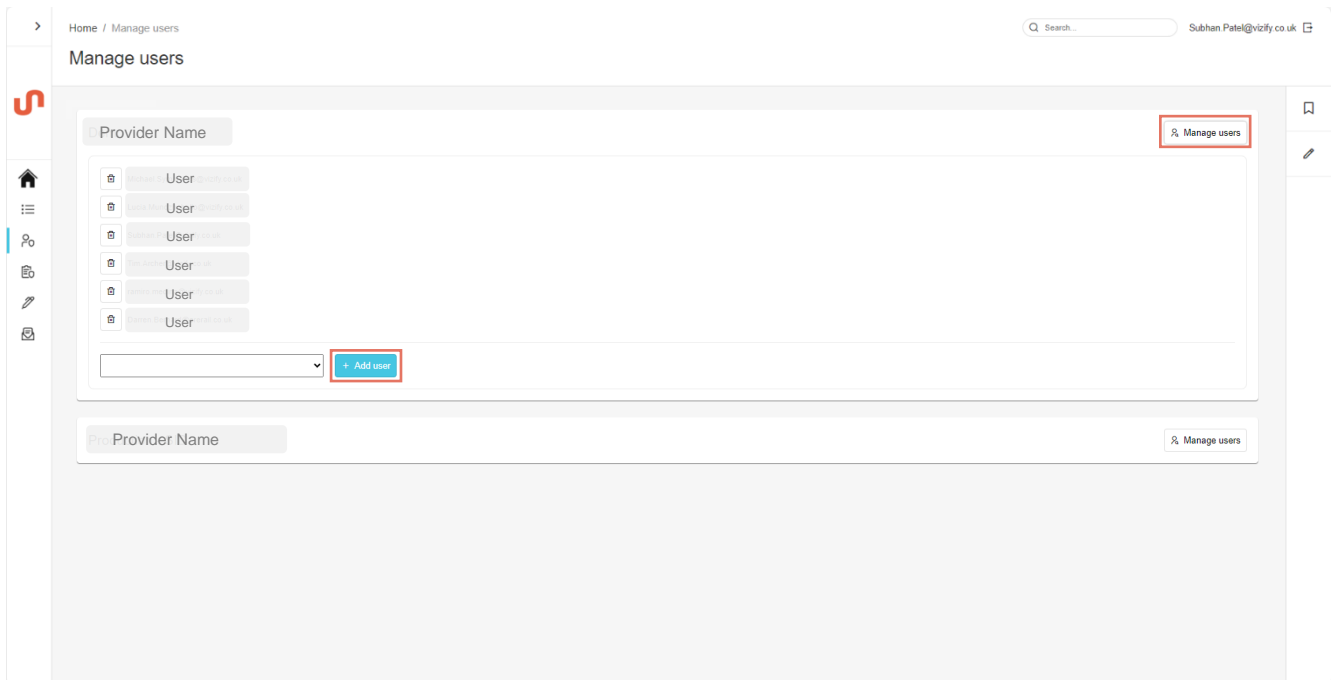 Home / Manage users
Search...
Subhan.Patel@vizify.co.uk
Manage users
Provider Name
Manage users
User
User
User
User
User
User
+ Add user
Provider Name
Manage users